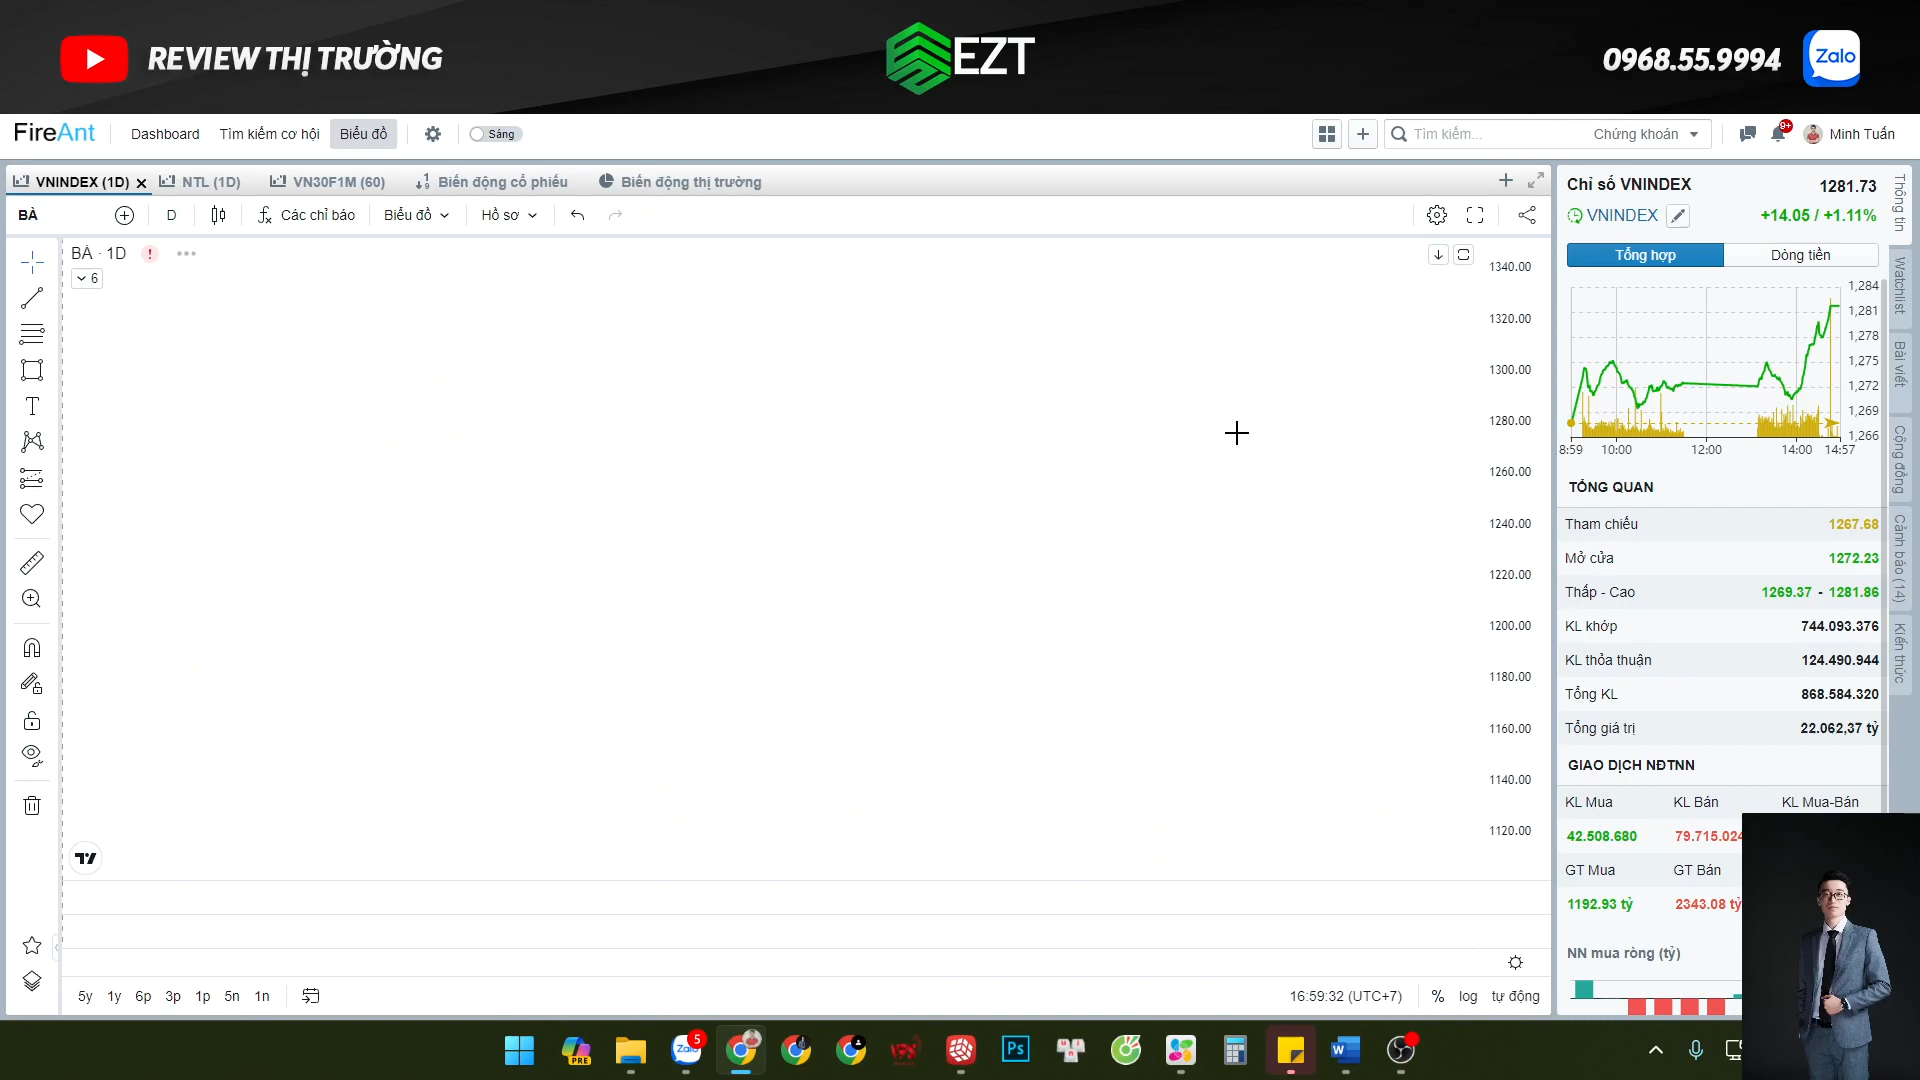 REVIEW THỊ TRƯỜNG
EZT
0968.55.9994
Zalo
FireAnt
Dashboard
Tìm kiếm cơ hội
Biểu đồ
Sáng
Tìm kiếm...
Chứng khoán
9+
Minh Tuấn
VNINDEX (1D)
NTL (1D)
VN30F1M (60)
Biến động cổ phiếu
Biến động thị trường
BÀ
D
Các chỉ báo
Biểu đồ
Hồ sơ
BÀ · 1D
6
1340.00
1320.00
1300.00
1280.00
1260.00
1240.00
1220.00
1200.00
1180.00
1160.00
1140.00
1120.00
5y 1y 6p 3p 1p 5n 1n
16:59:32 (UTC+7)
% log tự động
Chỉ số VNINDEX
1281.73
VNINDEX
+14.05 / +1.11%
Tổng hợp
Dòng tiền
1,284
1,281
1,278
1,275
1,272
1,269
1,266
8:59 10:00 12:00 14:00 14:57
TỔNG QUAN
Tham chiếu 1267.68
Mở cửa 1272.23
Thấp - Cao 1269.37 - 1281.86
KL khớp 744.093.376
KL thỏa thuận 124.490.944
Tổng KL 868.584.320
Tổng giá trị 22.062,37 tỷ
GIAO DỊCH NĐTNN
KL Mua KL Bán KL Mua-Bán
42.508.680 79.715.024
GT Mua GT Bán
1192.93 tỷ 2343.08 tỷ
NN mua ròng (tỷ)
Thông tin
Watchlist
Bài viết
Cộng đồng
Cảnh báo (14)
Kiến thức
PRE
Zalo
5
Ps
W